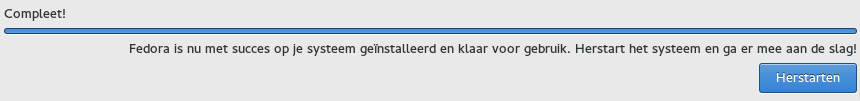 Compleet!
Fedora is nu met succes op je systeem geïnstalleerd en klaar voor gebruik. Herstart het systeem en ga er mee aan de slag!
Herstarten